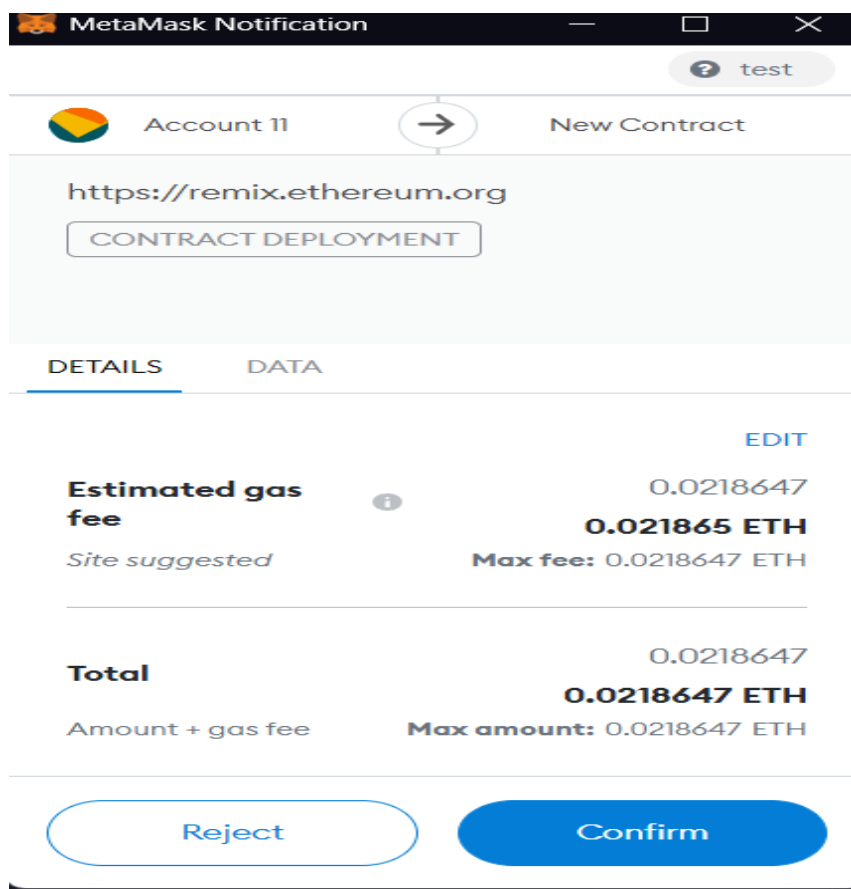 MetaMask Notification
test
Account 11
New Contract
https://remix.ethereum.org
CONTRACT DEPLOYMENT
DETAILS DATA
EDIT
Estimated gas fee
0.0218647
0.021865 ETH
Site suggested
Max fee: 0.0218647 ETH
Total
0.0218647
0.0218647 ETH
Amount + gas fee
Max amount: 0.0218647 ETH
Reject
Confirm